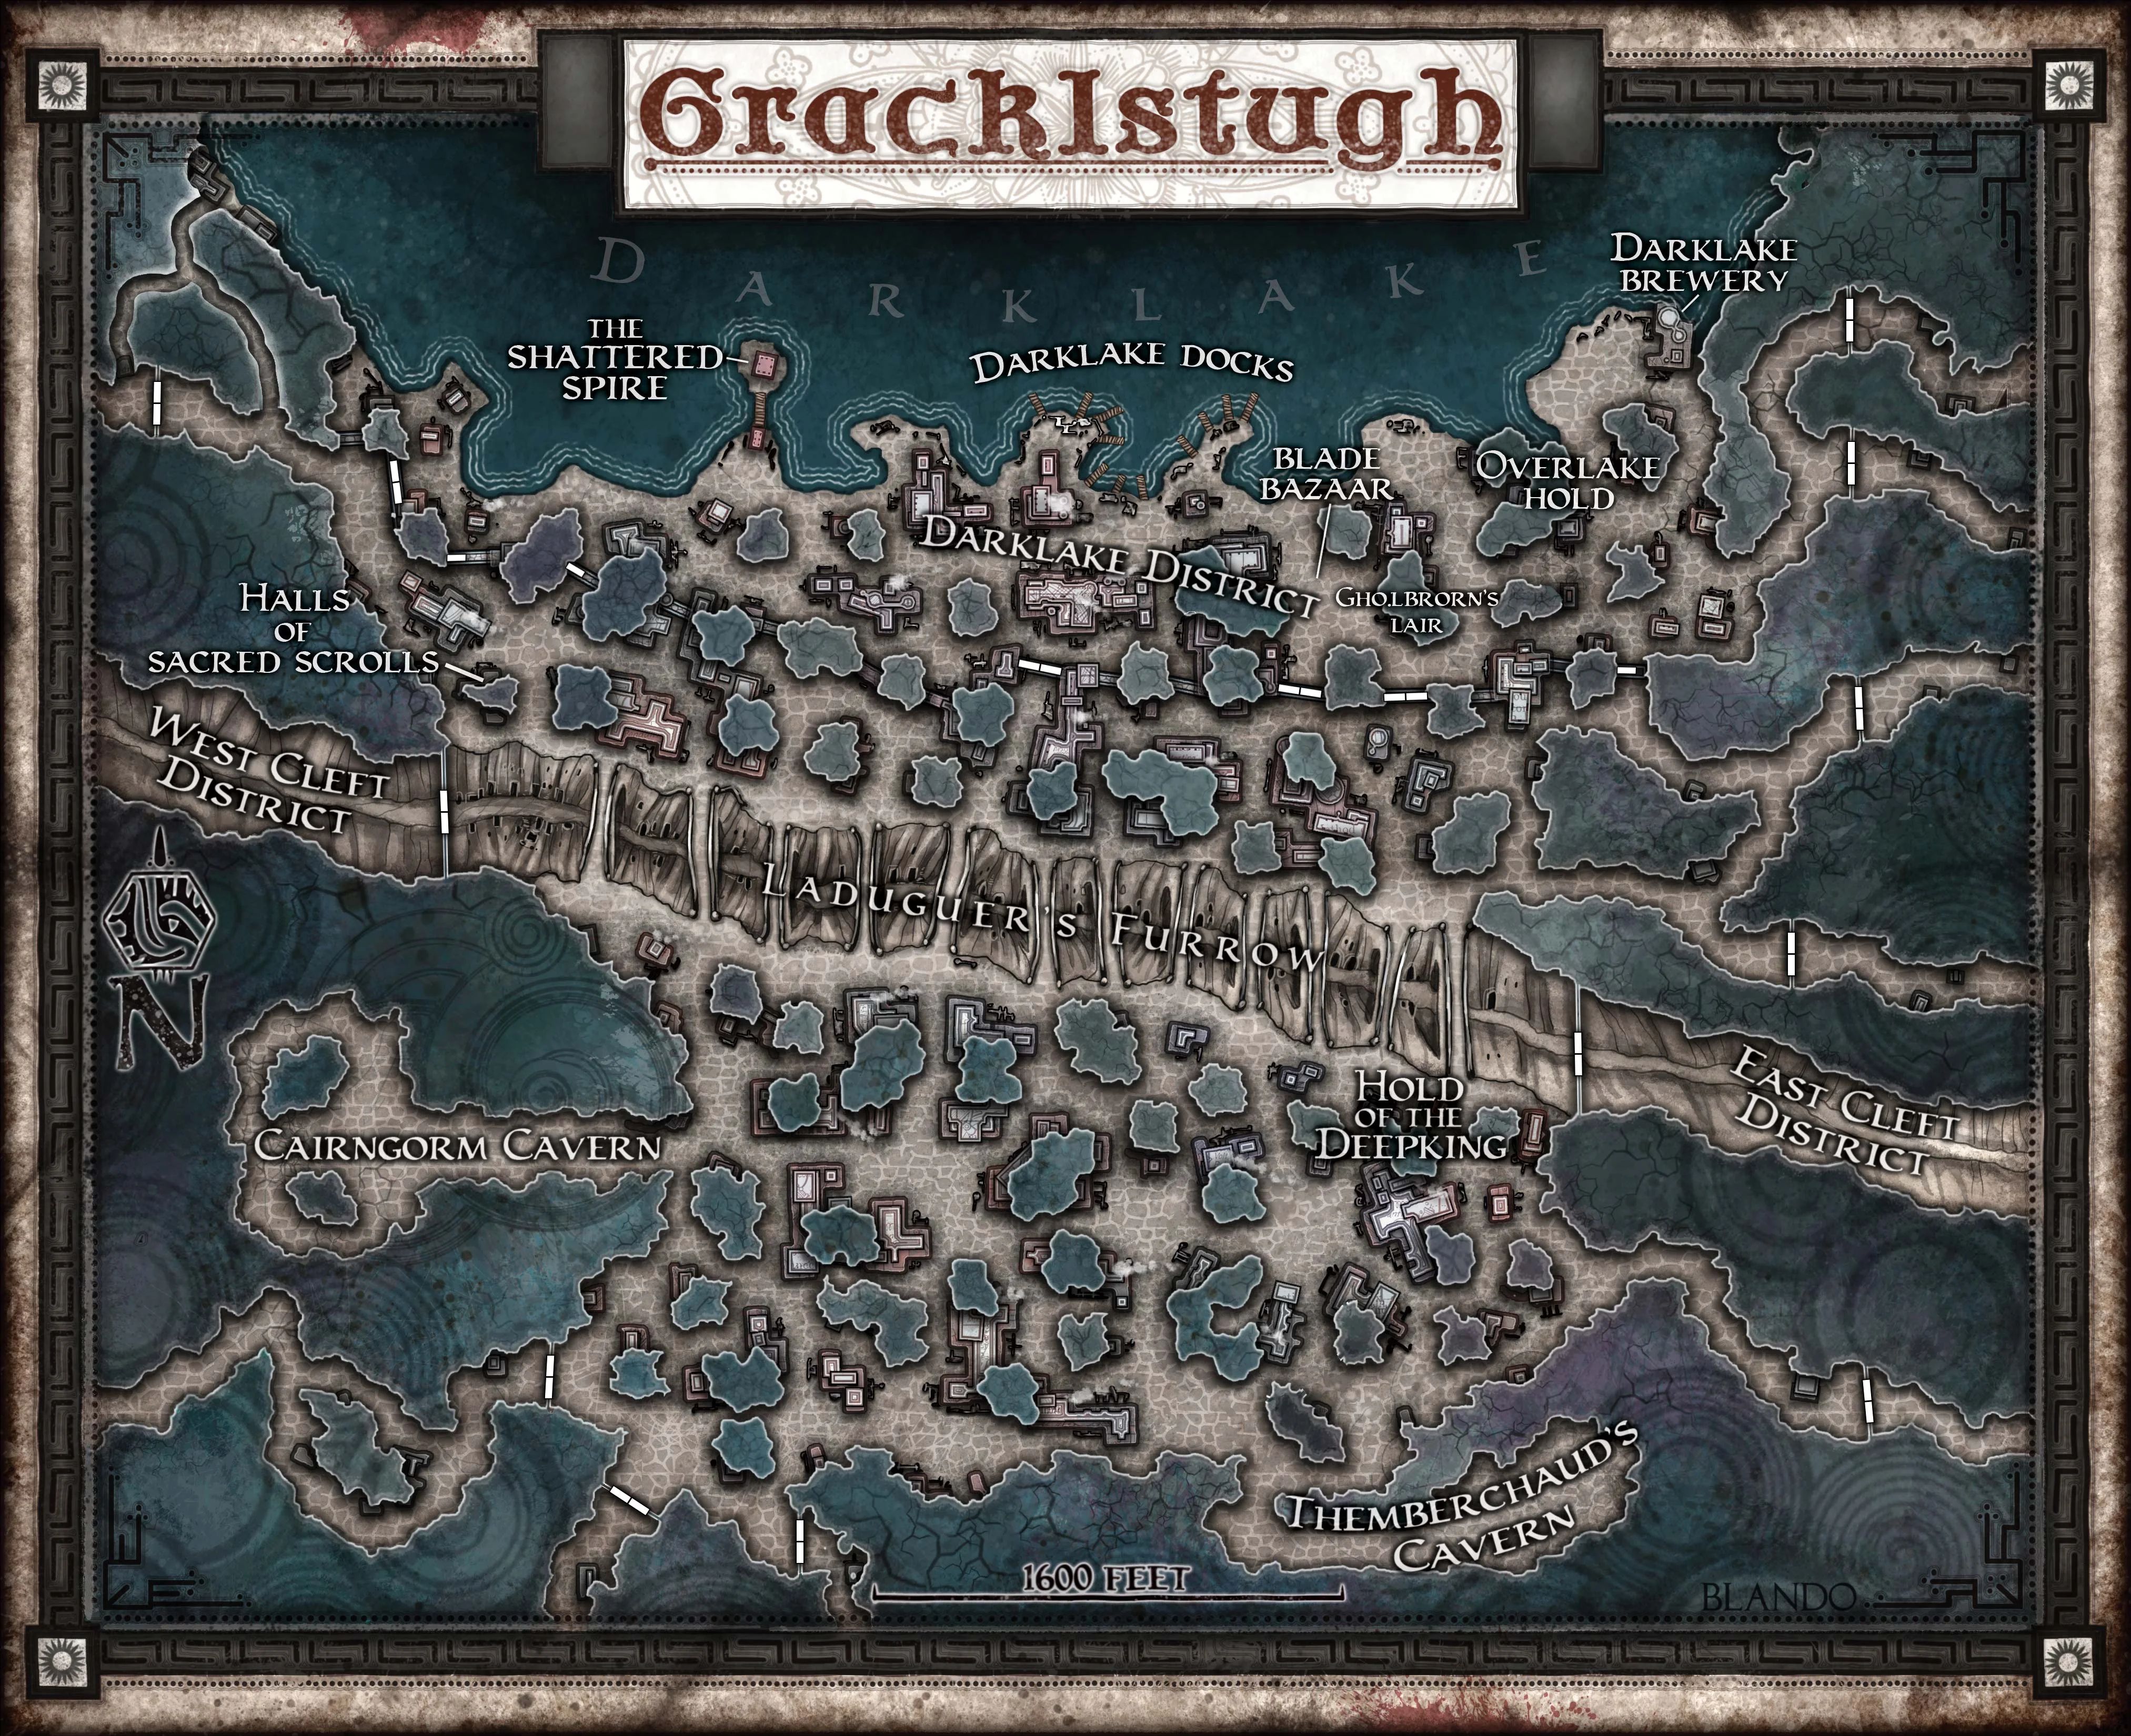 Gracklstugh
DARKLAKE
DARKLAKE
BREWERY
THE
SHATTERED
SPIRE
DARKLAKE DOCKS
BLADE
BAZAAR
OVERLAKE
HOLD
DARKLAKE DISTRICT
GHOLBRORN'S
LAIR
HALLS
OF
SACRED SCROLLS
WEST CLEFT
DISTRICT
LADUGUER'S FURROW
N
HOLD
OF THE
DEEPKING
EAST CLEFT
DISTRICT
CAIRNGORM CAVERN
THEMBERCHAUD'S
CAVERN
1600 FEET
BLANDO